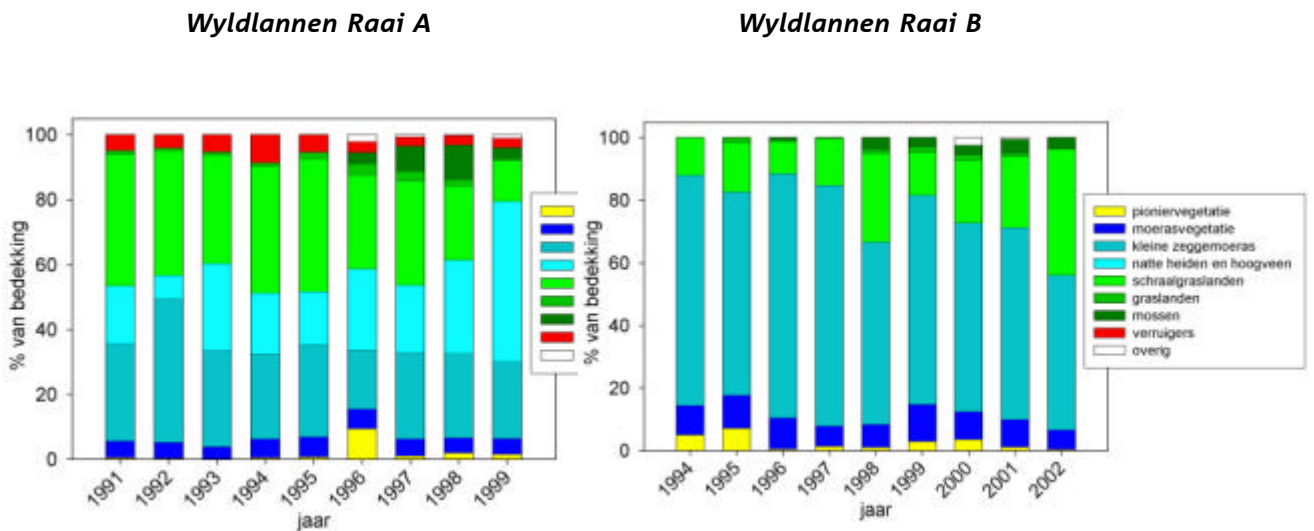 Wyldlannen Raai A
% van bedekking
100
80
60
40
20
0
1991
1992
1993
1994
1995
1996
1997
1998
1999
jaar
Wyldlannen Raai B
% van bedekking
100
80
60
40
20
0
1994
1995
1996
1997
1998
1999
2000
2001
2002
jaar
pioniervegetatie
moerasvegetatie
kleine zeggemoeras
natte heiden en hoogveen
schraalgraslanden
graslanden
mossen
verruigers
overig